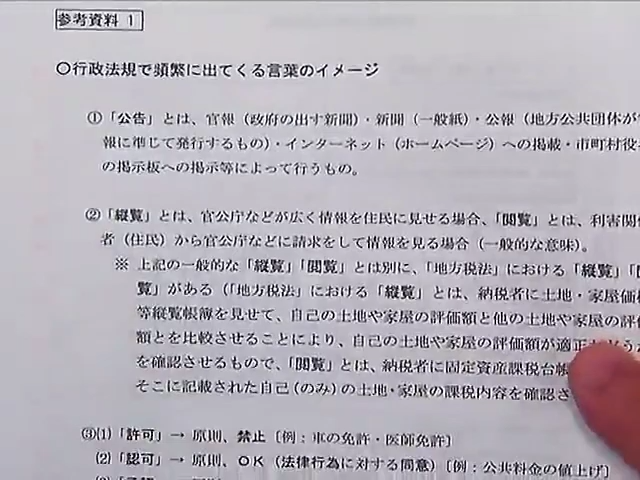 参考資料1
○行政法規で頻繁に出てくる言葉のイメージ
①「公告」とは、官報（政府の出す新聞）・新聞（一般紙）・公報（地方公共団体が
報に準じて発行するもの）・インターネット（ホームページ）への掲載・市町村役
の掲示板への掲示等によって行うもの。
②「縦覧」とは、官公庁などが広く情報を住民に見せる場合、「閲覧」とは、利害関
者（住民）から官公庁などに請求をして情報を見る場合（一般的な意味）。
※ 上記の一般的な「縦覧」「閲覧」とは別に、「地方税法」における「縦覧」「
覧」がある（「地方税法」における「縦覧」とは、納税者に土地・家屋価
等縦覧帳簿を見せて、自己の土地や家屋の評価額と他の土地や家屋の評
額とを比較させることにより、自己の土地や家屋の評価額が適正
を確認させるもので、「閲覧」とは、納税者に固定資産課税台
そこに記載された自己（のみ）の土地・家屋の課税内容を確認さ
③(1)「許可」→ 原則、禁止〔例：車の免許・医師免許〕
(2)「認可」→ 原則、OK（法律行為に対する同意）〔例：公共料金の値上げ〕